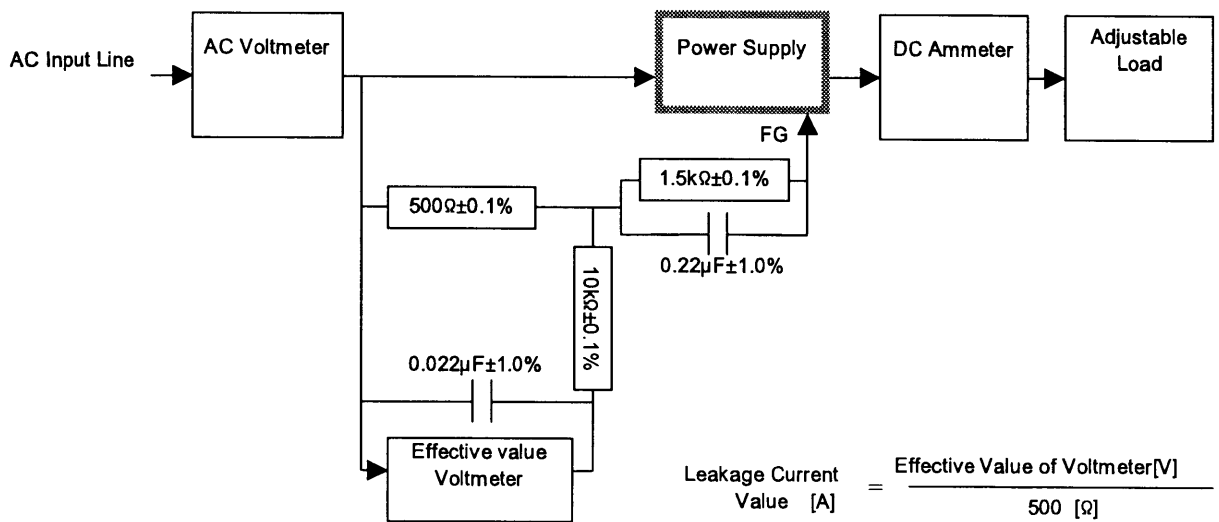 AC Input Line
AC Voltmeter
Power Supply
DC Ammeter
Adjustable
Load
FG
1.5kΩ±0.1%
500Ω±0.1%
0.22µF±1.0%
10kΩ±0.1%
0.022µF±1.0%
Effective value
Voltmeter
Leakage Current
Value [A]
=
Effective Value of Voltmeter[V]
500 [Ω]